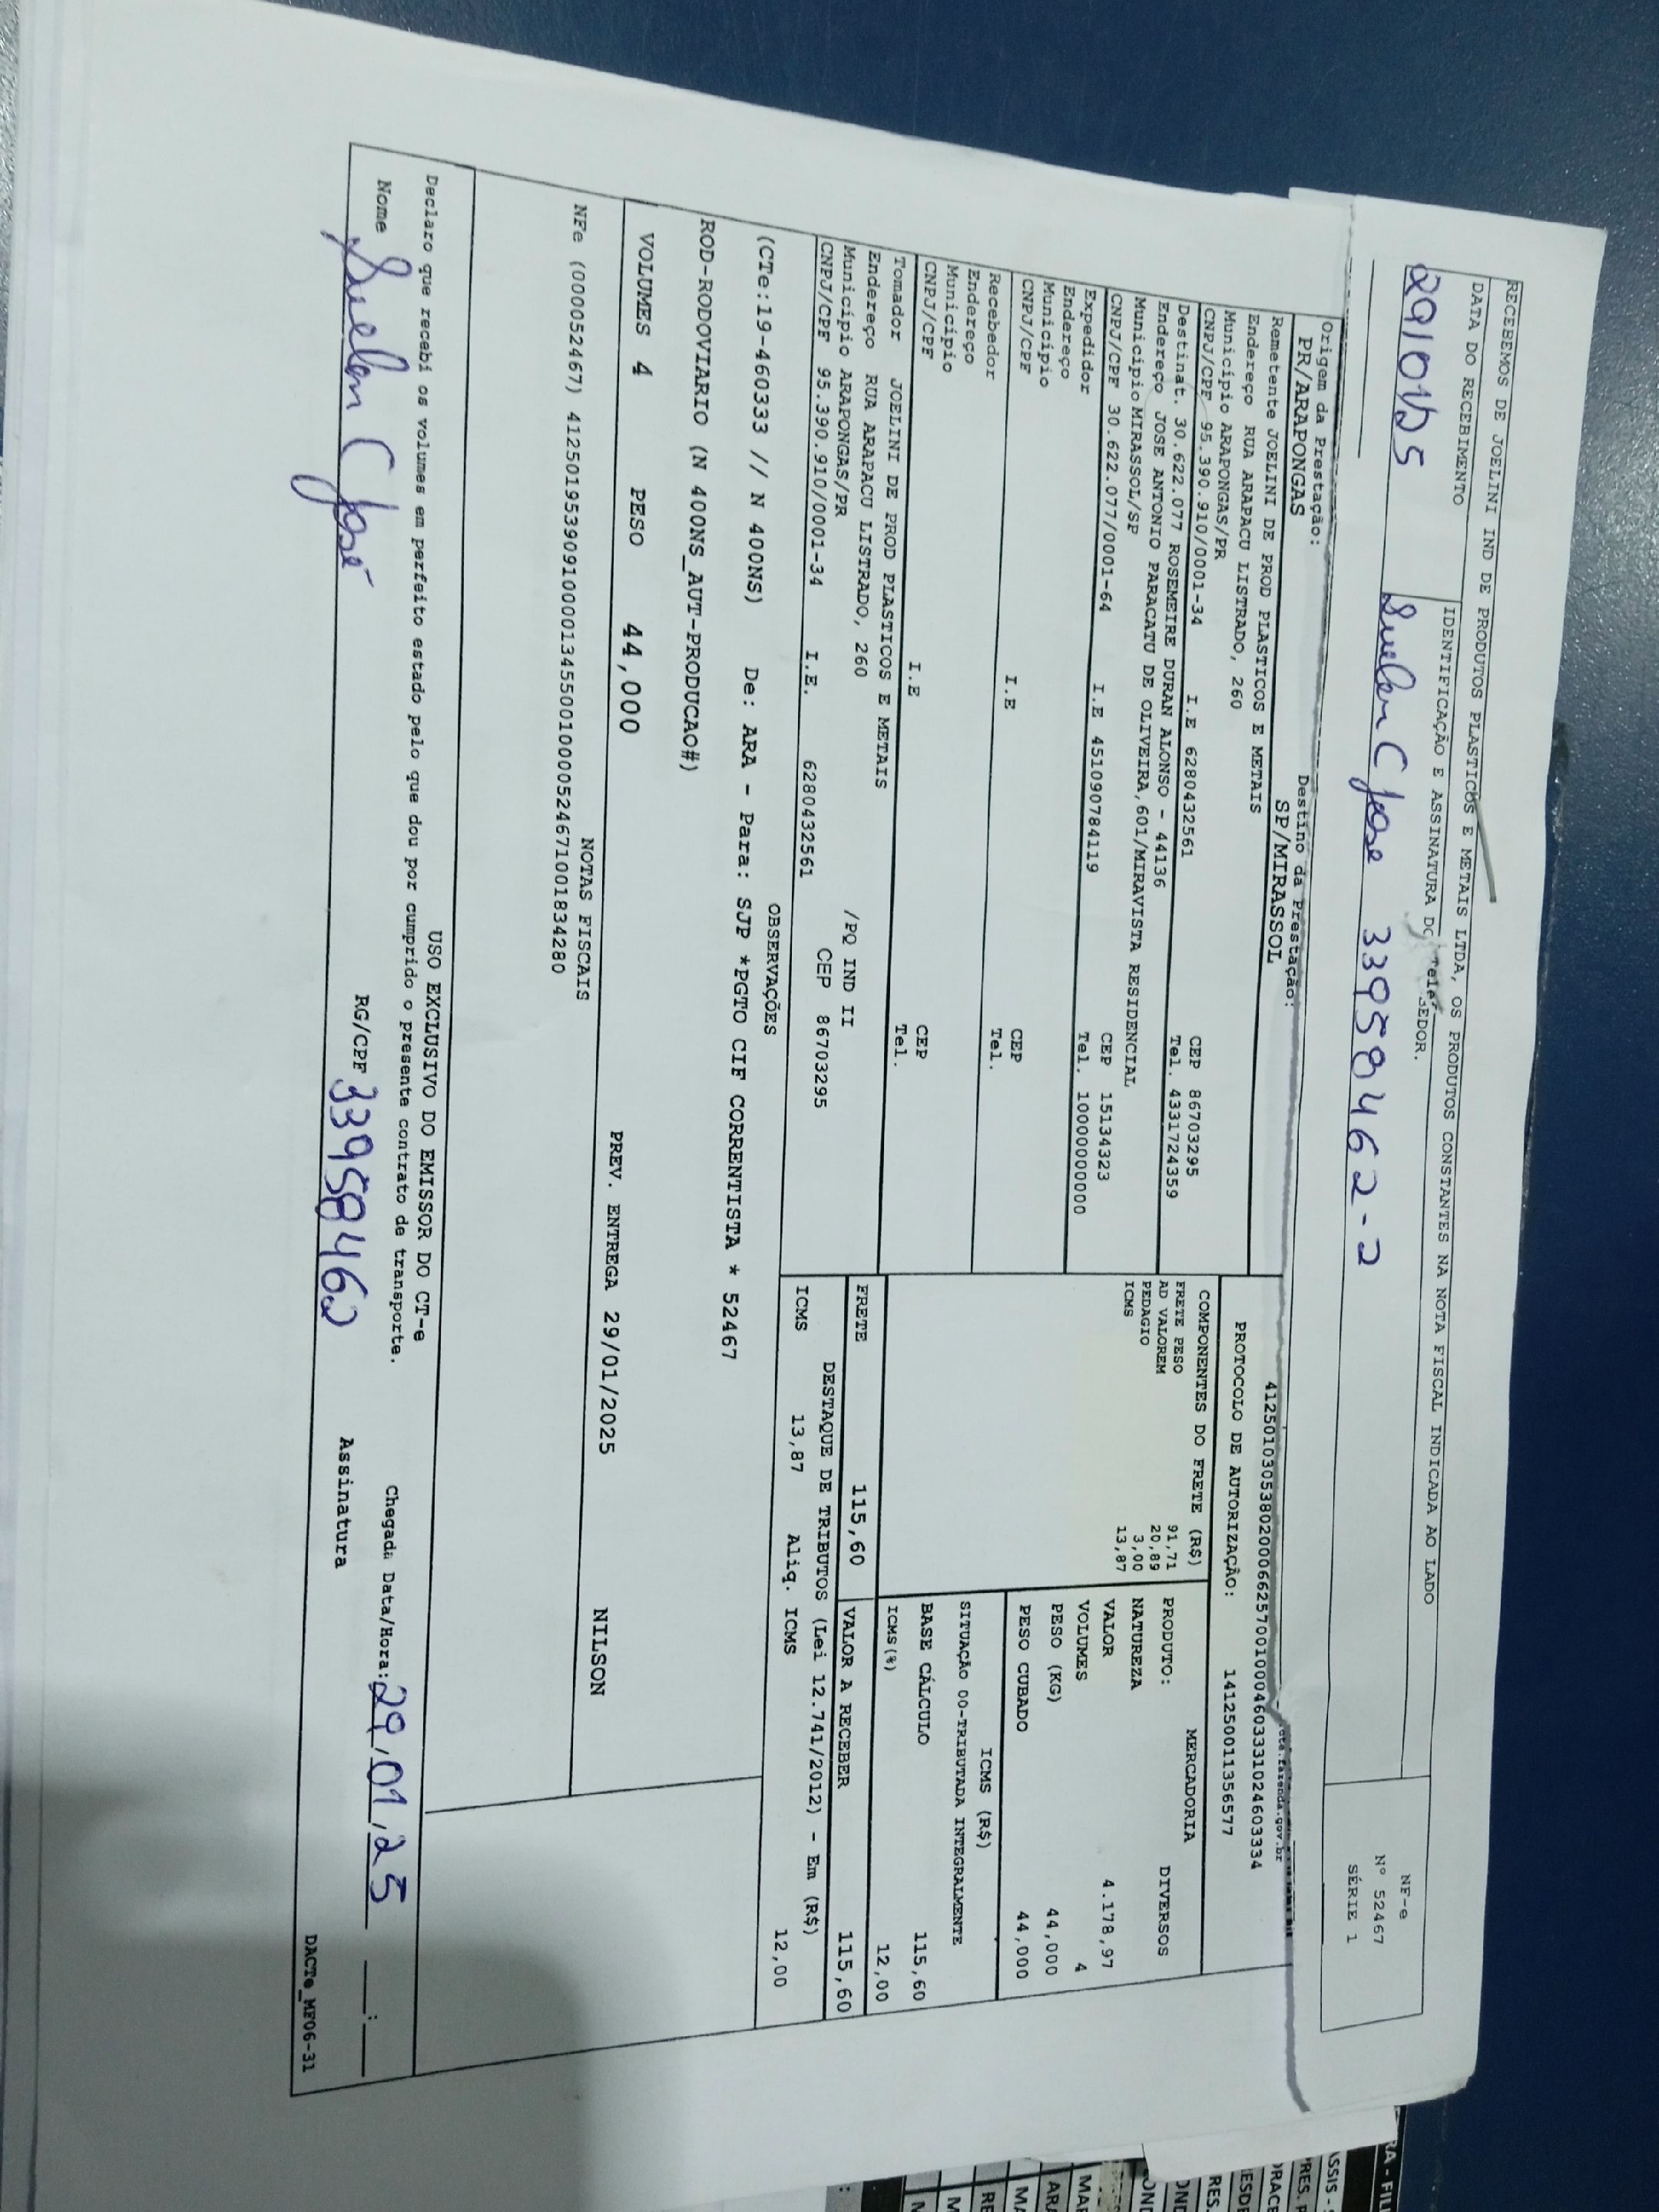 RECEBEMOS DE JOELINI IND DE PRODUTOS PLASTICOS E METAIS LTDA, OS PRODUTOS CONSTANTES NA NOTA FISCAL INDICADA AO LADO
DATA DO RECEBIMENTO
IDENTIFICAÇÃO E ASSINATURA DO
EDOR.
29/01/25 Suelen C José 33958462-2
NF-e
Nº 52467
SÉRIE 1
Origem da Prestação:
PR/ARAPONGAS
Destino da Prestação:
SP/MIRASSOL
41250103053802000662570010004603331024603334
PROTOCOLO DE AUTORIZAÇÃO: 141250011356577
Remetente JOELINI DE PROD PLASTICOS E METAIS
Endereço RUA ARAPACU LISTRADO, 260
Município ARAPONGAS/PR CEP 86703295
CNPJ/CPF 95.390.910/0001-34 I.E 6280432561 Tel. 4331724359
Destinat. 30.622.077 ROSEMEIRE DURAN ALONSO - 44136
Endereço JOSE ANTONIO PARACATU DE OLIVEIRA,601/MIRAVISTA RESIDENCIAL
Município MIRASSOL/SP CEP 15134323
CNPJ/CPF 30.622.077/0001-64 I.E 451090784119 Tel. 100000000000
Expedidor
Endereço
Município CEP
CNPJ/CPF I.E Tel.
Recebedor
Endereço
Município CEP
CNPJ/CPF I.E Tel.
Tomador JOELINI DE PROD PLASTICOS E METAIS
Endereço RUA ARAPACU LISTRADO, 260 /PQ IND II
Município ARAPONGAS/PR CEP 86703295
CNPJ/CPF 95.390.910/0001-34 I.E. 6280432561
COMPONENTES DO FRETE (R$)
FRETE PESO 91,71
AD VALOREM 20,89
PEDAGIO 3,00
ICMS 13,87
MERCADORIA
PRODUTO: DIVERSOS
NATUREZA
VALOR 4.178,97
VOLUMES 4
PESO (KG) 44,000
PESO CUBADO 44,000
ICMS (R$)
SITUAÇÃO 00-TRIBUTADA INTEGRALMENTE
BASE CÁLCULO 115,60
ICMS(%) 12,00
FRETE 115,60 VALOR A RECEBER 115,60
DESTAQUE DE TRIBUTOS (Lei 12.741/2012) - Em (R$)
ICMS 13,87 Aliq. ICMS 12,00
OBSERVAÇÕES
(CTe:19-460333 // N 400NS) De: ARA - Para: SJP *PGTO CIF CORRENTISTA * 52467
ROD-RODOVIARIO (N 400NS_AUT-PRODUCAO#)
VOLUMES 4 PESO 44,000 PREV. ENTREGA 29/01/2025 NILSON
NOTAS FISCAIS
NFe (000052467) 41250195390910000134550010000524671001834280
USO EXCLUSIVO DO EMISSOR DO CT-e
Declaro que recebi os volumes em perfeito estado pelo que dou por cumprido o presente contrato de transporte.
Chegada Data/Hora: 29,01,25 :
Nome Suelen C José RG/CPF 33958462 Assinatura
DACTe_MF06-31